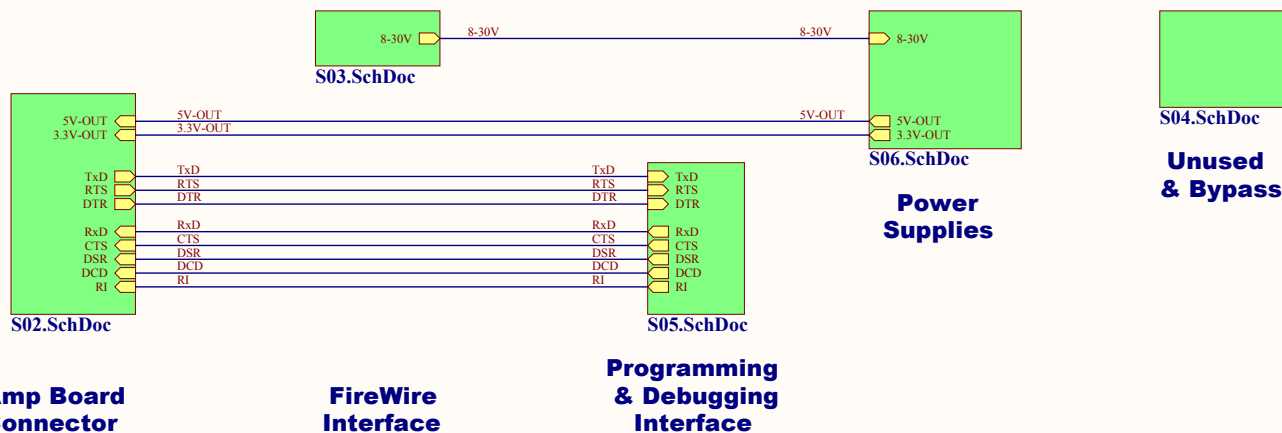 8-30V
8-30V
8-30V
8-30V
S03.SchDoc
5V-OUT
5V-OUT
5V-OUT
5V-OUT
3.3V-OUT
3.3V-OUT
3.3V-OUT
S04.SchDoc
S06.SchDoc
Unused
& Bypass
Power
Supplies
TxD
TxD
TxD
TxD
RTS
RTS
RTS
RTS
DTR
DTR
DTR
DTR
RxD
RxD
RxD
RxD
CTS
CTS
CTS
CTS
DSR
DSR
DSR
DSR
DCD
DCD
DCD
DCD
RI
RI
RI
RI
S02.SchDoc
S05.SchDoc
mp Board
onnector
FireWire
Interface
Programming
& Debugging
Interface